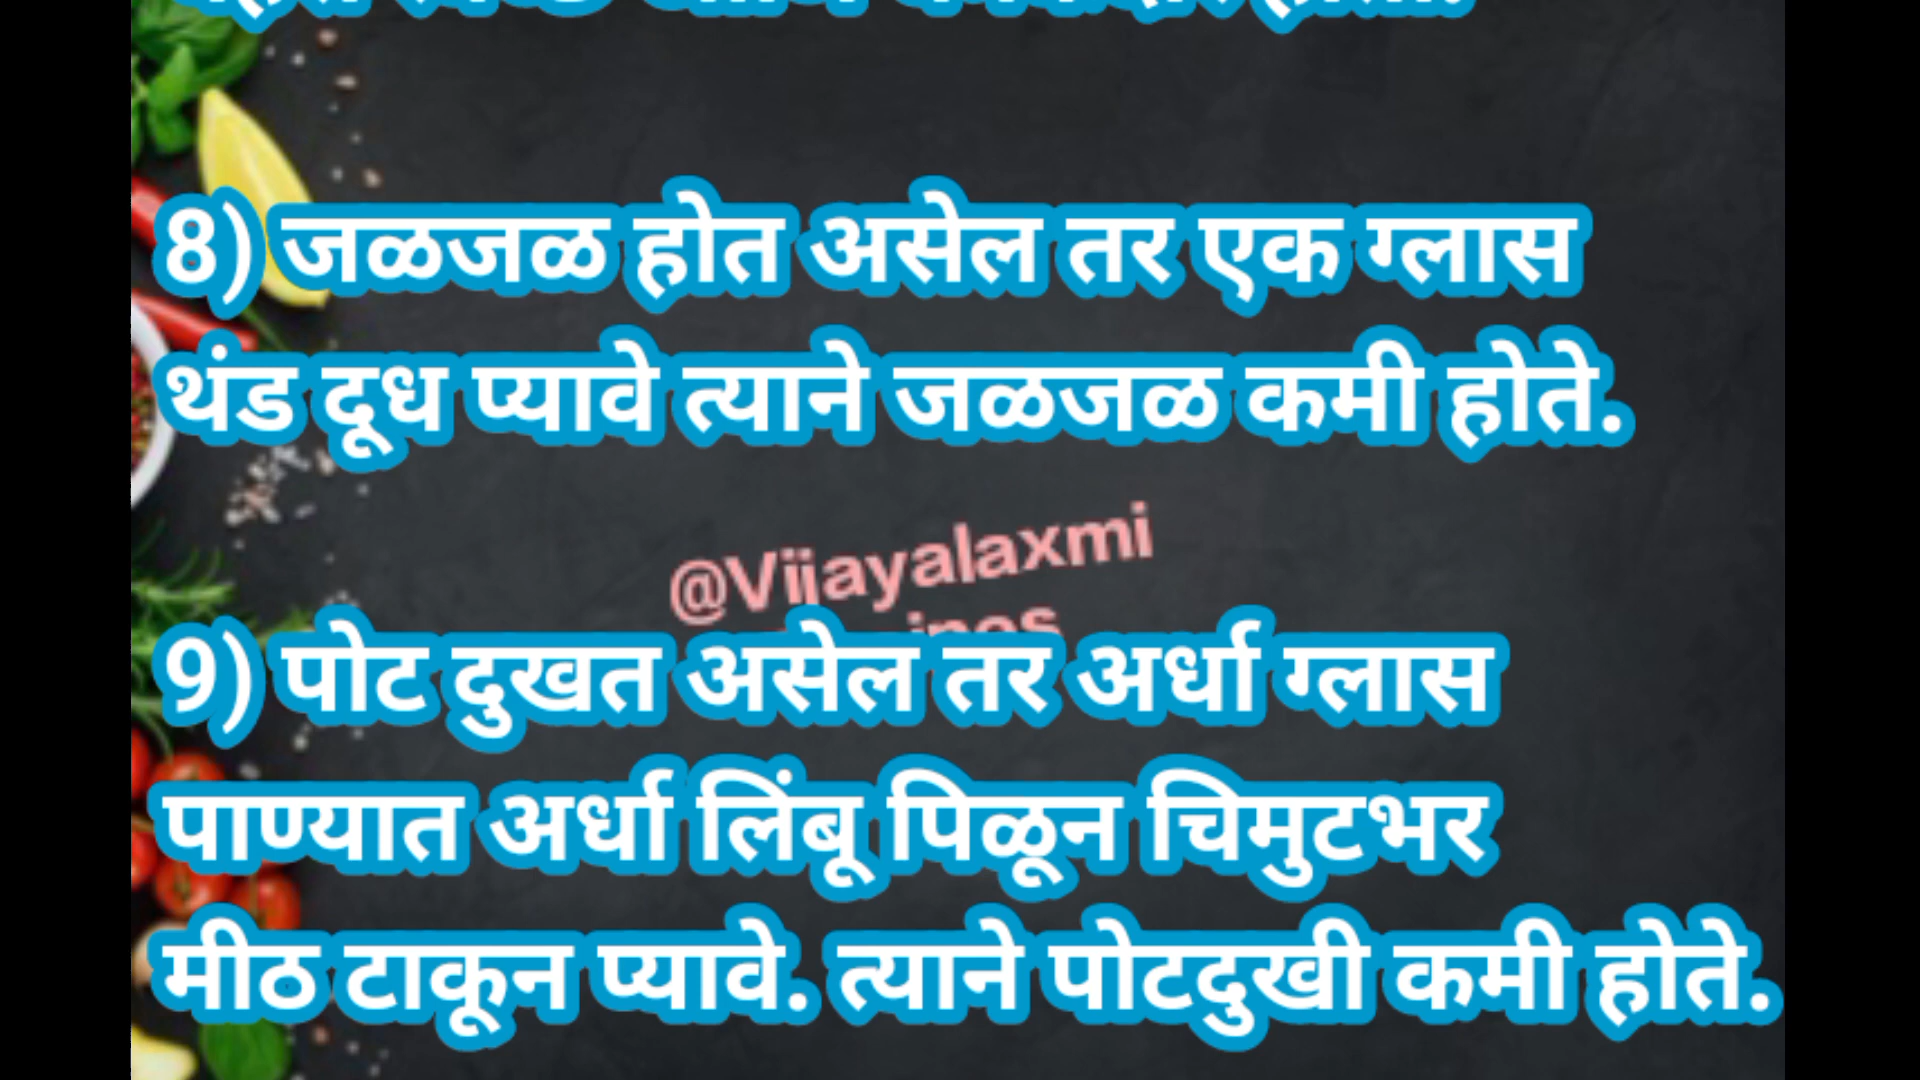 8) जळजळ होत असेल तर एक ग्लास
थंड दूध प्यावे त्याने जळजळ कमी होते.
@Vijayalaxmi
9) पोट दुखत असेल तर अर्धा ग्लास
पाण्यात अर्धा लिंबू पिळून चिमुटभर
मीठ टाकून प्यावे. त्याने पोटदुखी कमी होते.